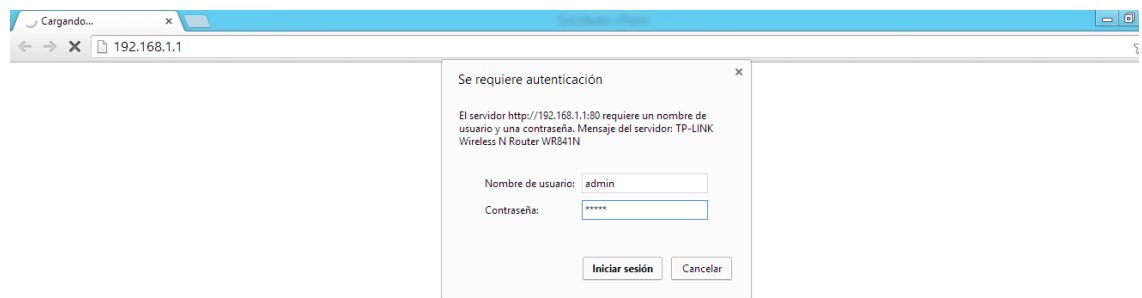 Cargando...
192.168.1.1
Se requiere autenticación
El servidor http://192.168.1.1:80 requiere un nombre de
usuario y una contraseña. Mensaje del servidor: TP-LINK
Wireless N Router WR841N
Nombre de usuario: admin
Contraseña: *****
Iniciar sesión Cancelar